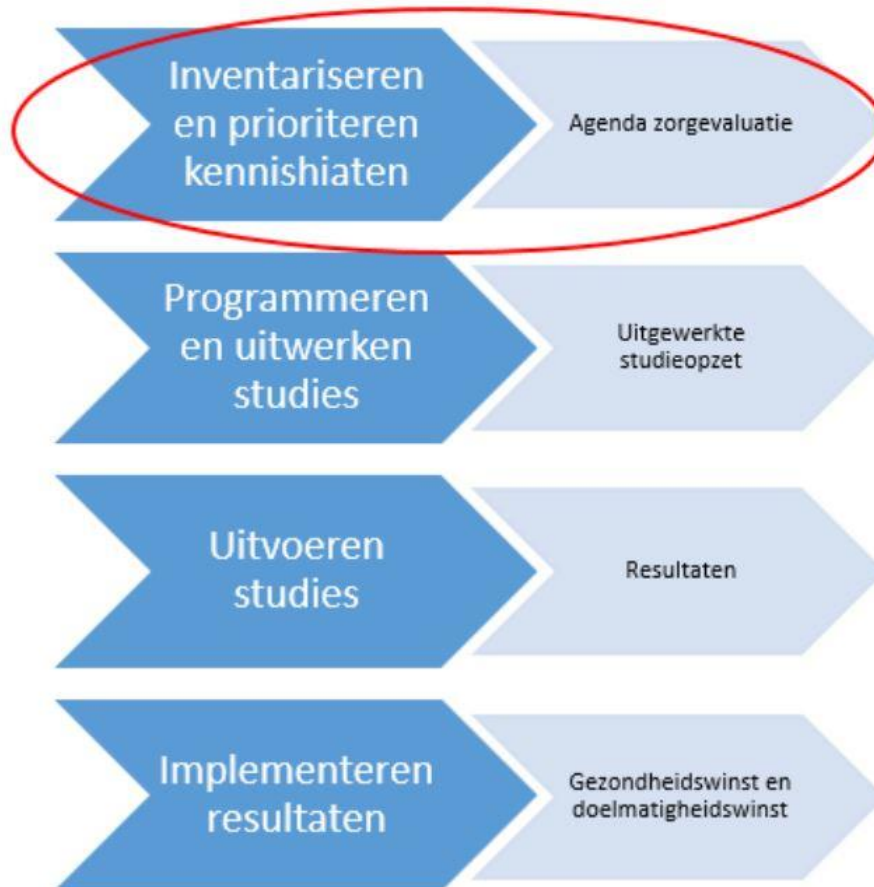 Inventariseren
en prioriteren
kennishiaten
Agenda zorgevaluatie
Programmeren
en uitwerken
studies
Uitgewerkte
studieopzet
Uitvoeren
studies
Resultaten
Implementeren
resultaten
Gezondheidswinst en
doelmatigheidswinst